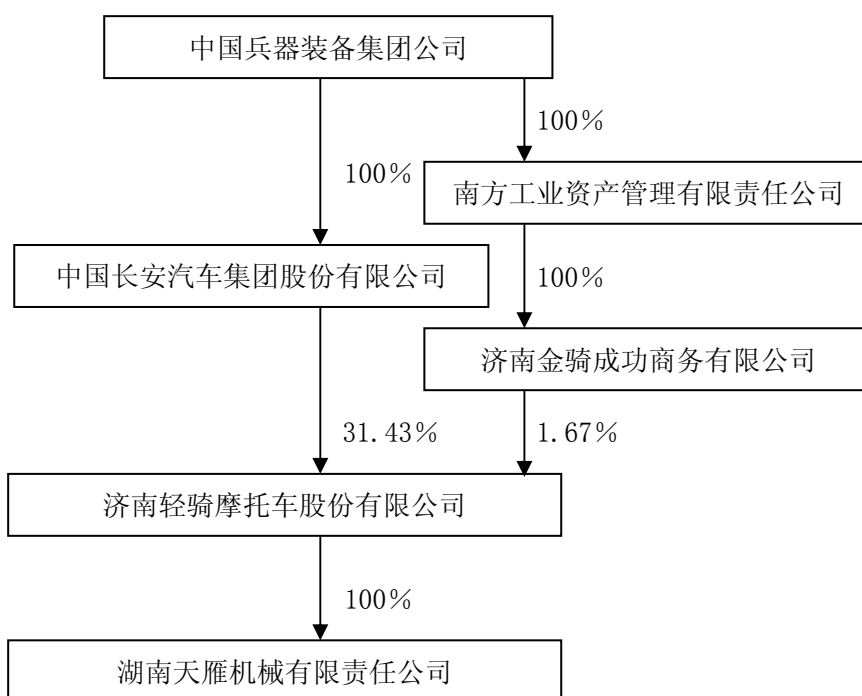 中国兵器装备集团公司
100%
100%
南方工业资产管理有限责任公司
中国长安汽车集团股份有限公司
100%
济南金骑成功商务有限公司
31.43%
1.67%
济南轻骑摩托车股份有限公司
100%
湖南天雁机械有限责任公司